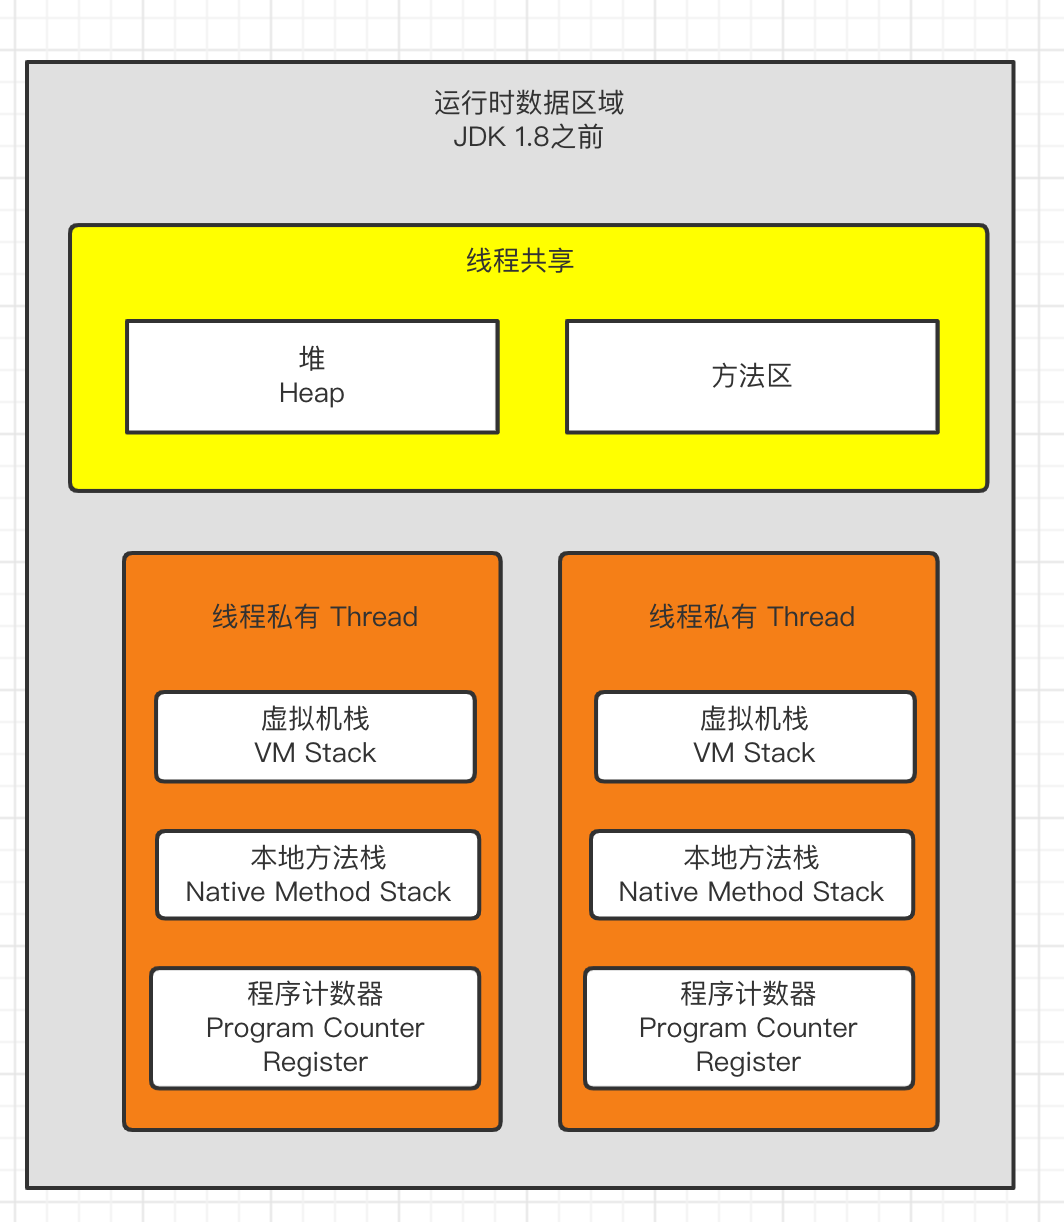 运行时数据区域
JDK 1.8之前
线程共享
堆
Heap
方法区
线程私有 Thread
虚拟机栈
VM Stack
本地方法栈
Native Method Stack
程序计数器
Program Counter
Register
线程私有 Thread
虚拟机栈
VM Stack
本地方法栈
Native Method Stack
程序计数器
Program Counter
Register